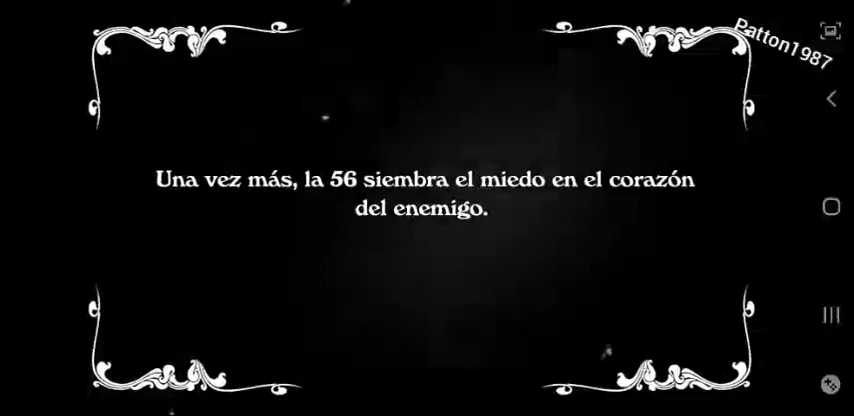 Patton1987
Una vez más, la 56 siembra el miedo en el corazón
del enemigo.